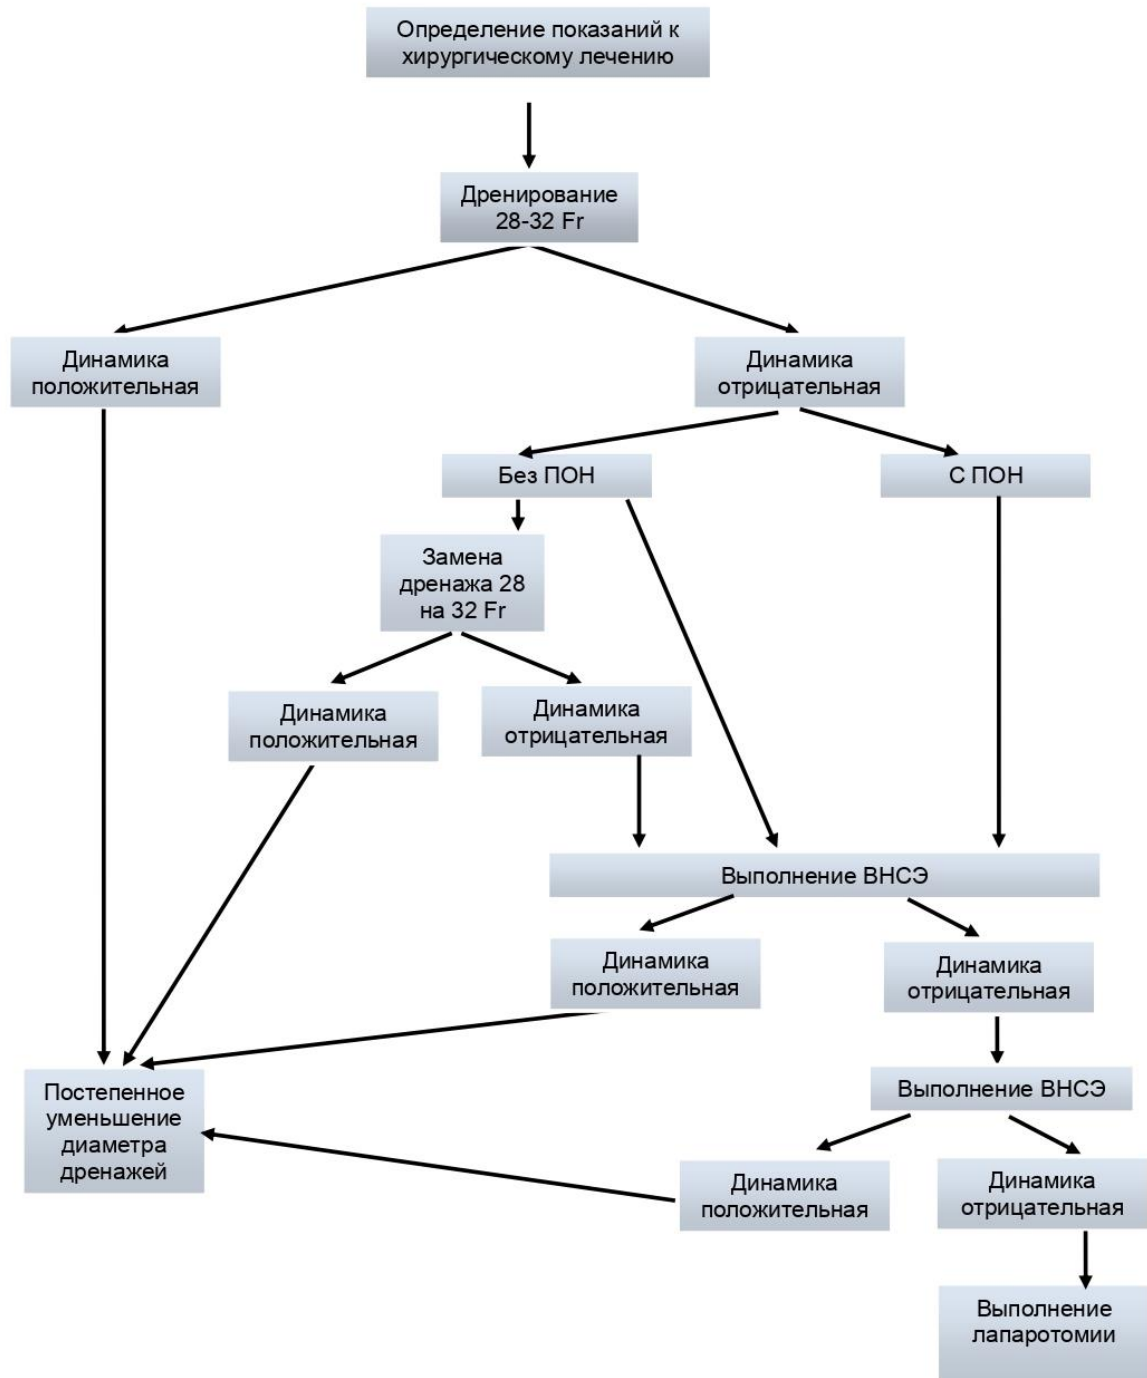 Определение показаний к
хирургическому лечению
Дренирование
28-32 Fr
Динамика
положительная
Динамика
отрицательная
Без ПОН
С ПОН
Замена
дренажа 28
на 32 Fr
Динамика
положительная
Динамика
отрицательная
Выполнение ВНСЭ
Динамика
положительная
Динамика
отрицательная
Постепенное
уменьшение
диаметра
дренажей
Выполнение ВНСЭ
Динамика
положительная
Динамика
отрицательная
Выполнение
лапаротомии